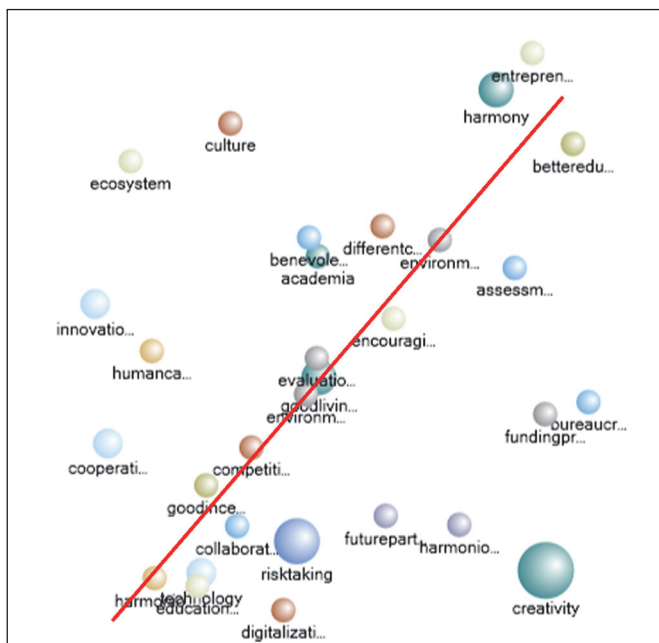 entrepren...
harmony
culture
betteredu...
ecosystem
differentc...
benevole...
environm...
academia
assessm...
innovatio...
encouragi...
humanca...
evaluatio...
goodlivin...
environm...
bureaucr...
fundingpr...
cooperati...
competiti...
goodince...
collaborat...
futurepart...
harmonio...
risktaking
technology
education...
creativity
digitalizati...